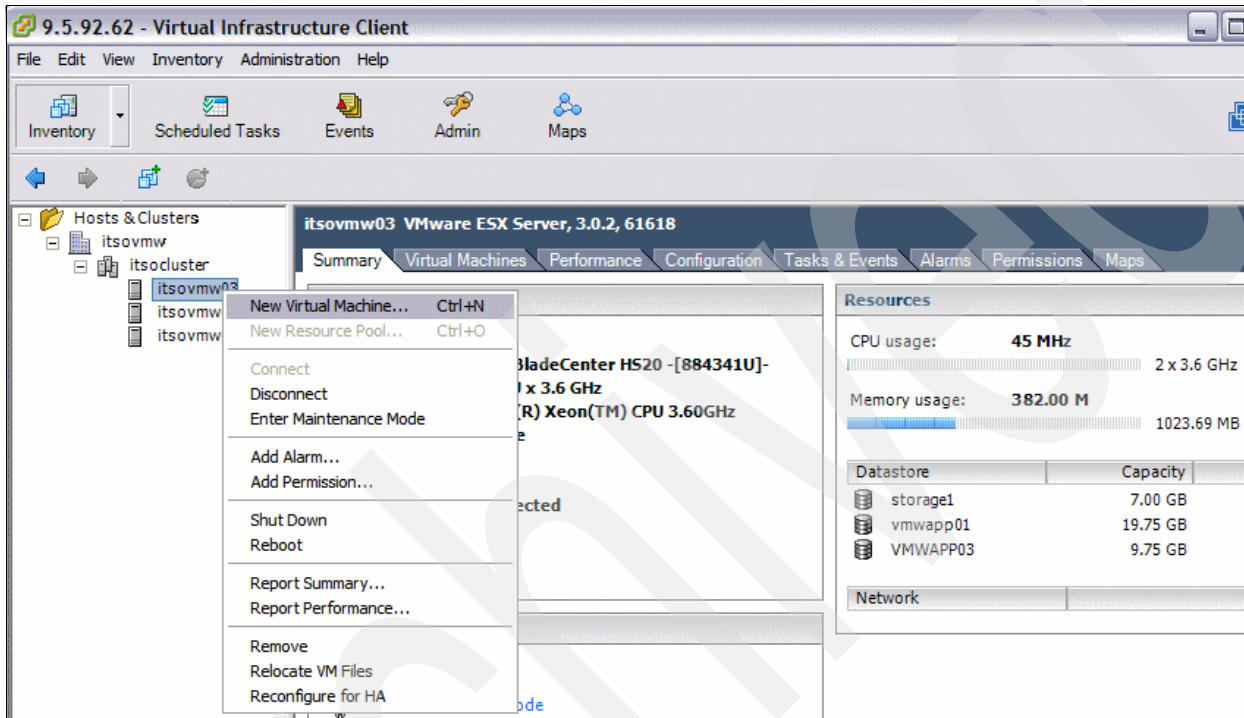 9.5.92.62 - Virtual Infrastructure Client
File Edit View Inventory Administration Help
Inventory Scheduled Tasks Events Admin Maps
Hosts & Clusters
itsovmw
itsocluster
itsovmw03
itsovmw
itsovmw
itsovmw03 VMware ESX Server, 3.0.2, 61618
Summary Virtual Machines Performance Configuration Tasks & Events Alarms Permissions Maps
New Virtual Machine... Ctrl+N
New Resource Pool... Ctrl+O
Connect
Disconnect
Enter Maintenance Mode
Add Alarm...
Add Permission...
Shut Down
Reboot
Report Summary...
Report Performance...
Remove
Relocate VM Files
Reconfigure for HA
BladeCenter HS20 -[884341U]-
x 3.6 GHz
(R) Xeon(TM) CPU 3.60GHz
ected
ode
Resources
CPU usage: 45 MHz
2 x 3.6 GHz
Memory usage: 382.00 M
1023.69 MB
Datastore Capacity
storage1 7.00 GB
vmwapp01 19.75 GB
VMWAPP03 9.75 GB
Network